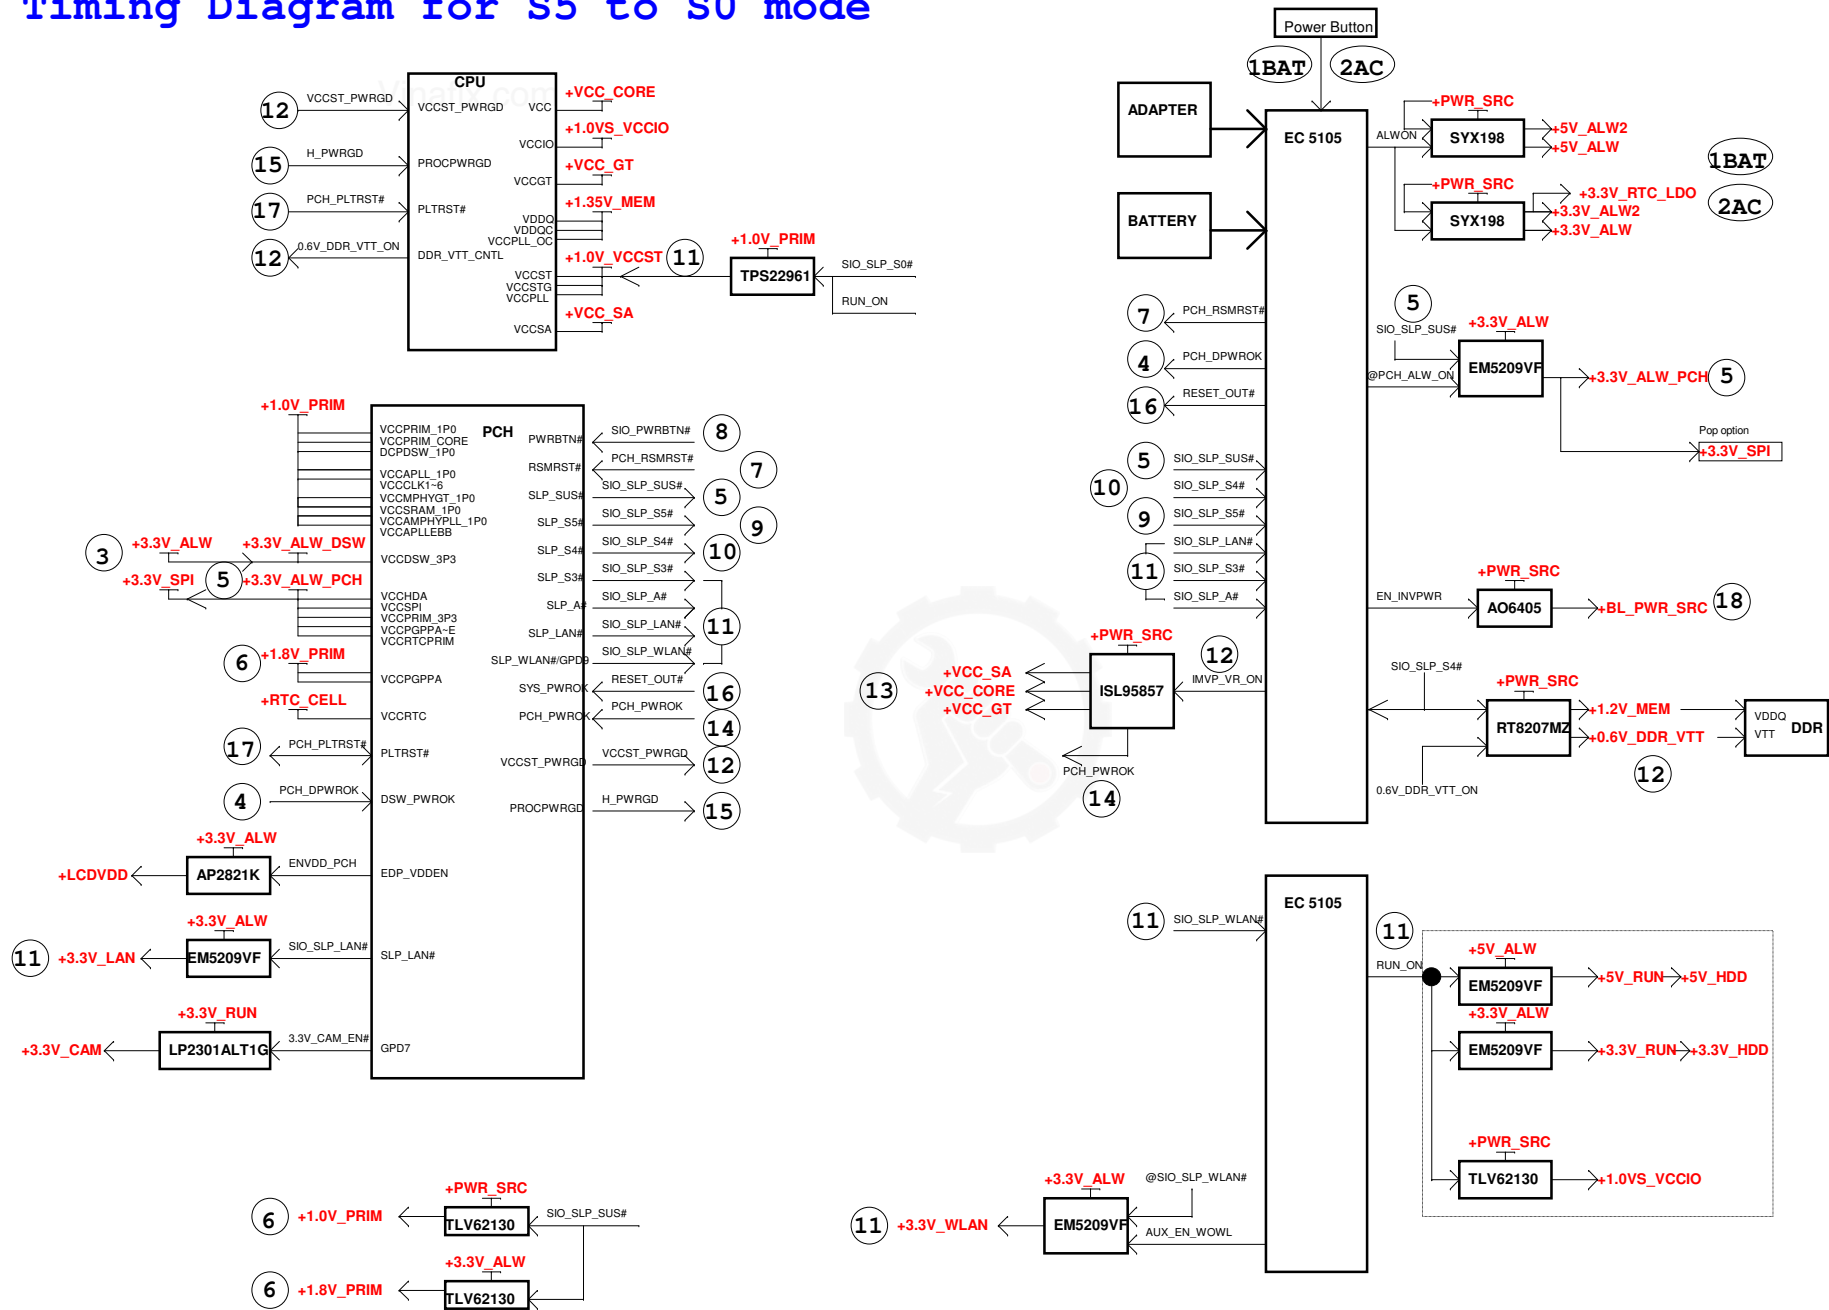 Timing Diagram for S5 to S0 mode
Vinafix.com
CPU
12
VCCST_PWRGD
VCCST_PWRGD
VCC
+VCC_CORE
15
H_PWRGD
PROCPWRGD
VCCIO
+1.0VS_VCCIO
17
PCH_PLTRST#
PLTRST#
VCCGT
+VCC_GT
12
0.6V_DDR_VTT_ON
DDR_VTT_CNTL
VDDQ
VDDQC
VCCPLL_OC
+1.35V_MEM
VCCST
VCCSTG
VCCPLL
+1.0V_VCCST
VCCSA
+VCC_SA
11
+1.0V_PRIM
TPS22961
SIO_SLP_S0#
RUN_ON
Power Button
1BAT
2AC
ADAPTER
BATTERY
EC 5105
ALWON
+PWR_SRC
SYX198
+5V_ALW2
+5V_ALW
+PWR_SRC
SYX198
+3.3V_RTC_LDO
+3.3V_ALW2
+3.3V_ALW
1BAT
2AC
7
PCH_RSMRST#
4
PCH_DPWROK
16
RESET_OUT#
5
SIO_SLP_SUS#
@PCH_ALW_ON
+3.3V_ALW
EM5209VF
+3.3V_ALW_PCH
5
Pop option
+3.3V_SPI
5
SIO_SLP_SUS#
10
SIO_SLP_S4#
9
SIO_SLP_S5#
SIO_SLP_LAN#
11
SIO_SLP_S3#
SIO_SLP_A#
EN_INVPWR
+PWR_SRC
AO6405
+BL_PWR_SRC
18
+PWR_SRC
ISL95857
12
IMVP_VR_ON
13
+VCC_SA
+VCC_CORE
+VCC_GT
PCH_PWROK
14
SIO_SLP_S4#
+PWR_SRC
RT8207MZ
0.6V_DDR_VTT_ON
+1.2V_MEM
+0.6V_DDR_VTT
12
VDDQ
VTT
DDR
+1.0V_PRIM
PCH
VCCPRIM_1P0
VCCPRIM_CORE
DCPDSW_1P0
VCCAPLL_1P0
VCCCLK1~6
VCCMPHYGT_1P0
VCCSRAM_1P0
VCCAMPHYPLL_1P0
VCCAPLLEBB
3
+3.3V_ALW
+3.3V_ALW_DSW
VCCDSW_3P3
+3.3V_SPI
5
+3.3V_ALW_PCH
VCCHDA
VCCSPI
VCCPRIM_3P3
VCCPGPPA~E
VCCRTCPRIM
6
+1.8V_PRIM
VCCPGPPA
+RTC_CELL
VCCRTC
17
PCH_PLTRST#
PLTRST#
4
PCH_DPWROK
DSW_PWROK
+LCDVDD
+3.3V_ALW
AP2821K
ENVDD_PCH
EDP_VDDEN
11
+3.3V_LAN
+3.3V_ALW
EM5209VF
SIO_SLP_LAN#
SLP_LAN#
+3.3V_CAM
+3.3V_RUN
LP2301ALT1G
3.3V_CAM_EN#
GPD7
PWRBTN#
SIO_PWRBTN#
8
RSMRST#
PCH_RSMRST#
7
SLP_SUS#
SIO_SLP_SUS#
5
SLP_S5#
SIO_SLP_S5#
9
SLP_S4#
SIO_SLP_S4#
10
SLP_S3#
SIO_SLP_S3#
SLP_A#
SIO_SLP_A#
11
SLP_LAN#
SIO_SLP_LAN#
SLP_WLAN#/GPD9
SIO_SLP_WLAN#
SYS_PWROK
RESET_OUT#
16
PCH_PWROK
PCH_PWROK
14
VCCST_PWRGD
VCCST_PWRGD
12
PROCPWRGD
H_PWRGD
15
EC 5105
11
SIO_SLP_WLAN#
11
RUN_ON
+5V_ALW
EM5209VF
+5V_RUN
+5V_HDD
+3.3V_ALW
EM5209VF
+3.3V_RUN
+3.3V_HDD
+PWR_SRC
TLV62130
+1.0VS_VCCIO
11
+3.3V_WLAN
+3.3V_ALW
EM5209VF
@SIO_SLP_WLAN#
AUX_EN_WOWL
6
+1.0V_PRIM
+PWR_SRC
TLV62130
SIO_SLP_SUS#
6
+1.8V_PRIM
+3.3V_ALW
TLV62130